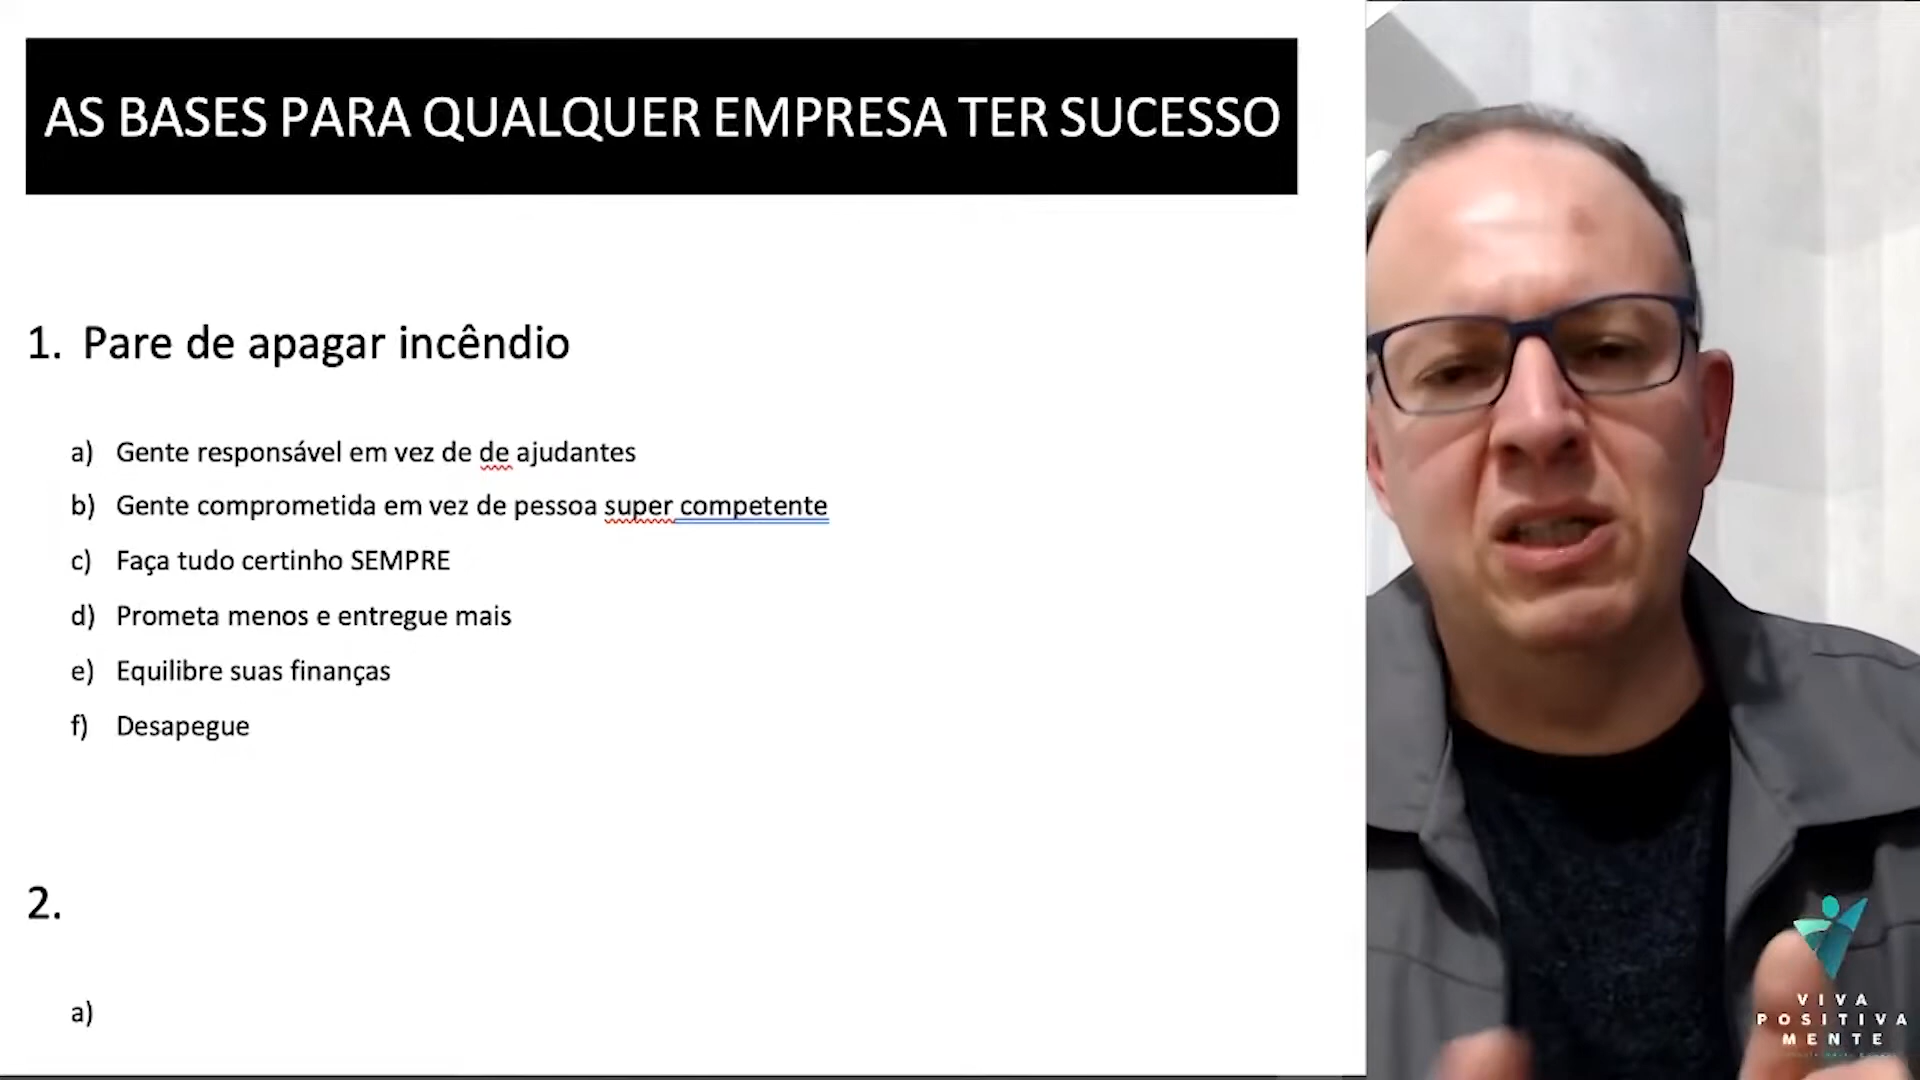 AS BASES PARA QUALQUER EMPRESA TER SUCESSO
1. Pare de apagar incêndio
a) Gente responsável em vez de de ajudantes
b) Gente comprometida em vez de pessoa super competente
c) Faça tudo certinho SEMPRE
d) Prometa menos e entregue mais
e) Equilibre suas finanças
f) Desapegue
2.
a)
VIVA
POSITIVA
MENTE